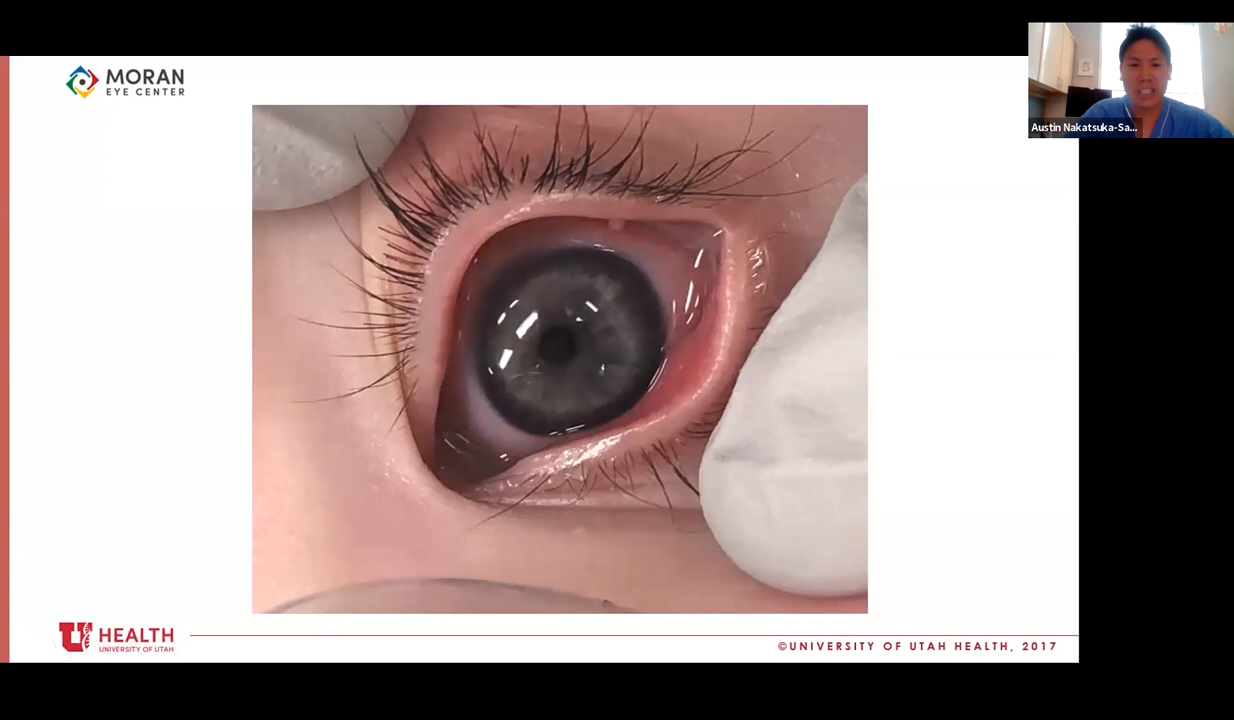 MORAN
EYE CENTER
Austin Nakatsuka-Sa...
U
HEALTH
UNIVERSITY OF UTAH
©UNIVERSITY OF UTAH HEALTH, 2017